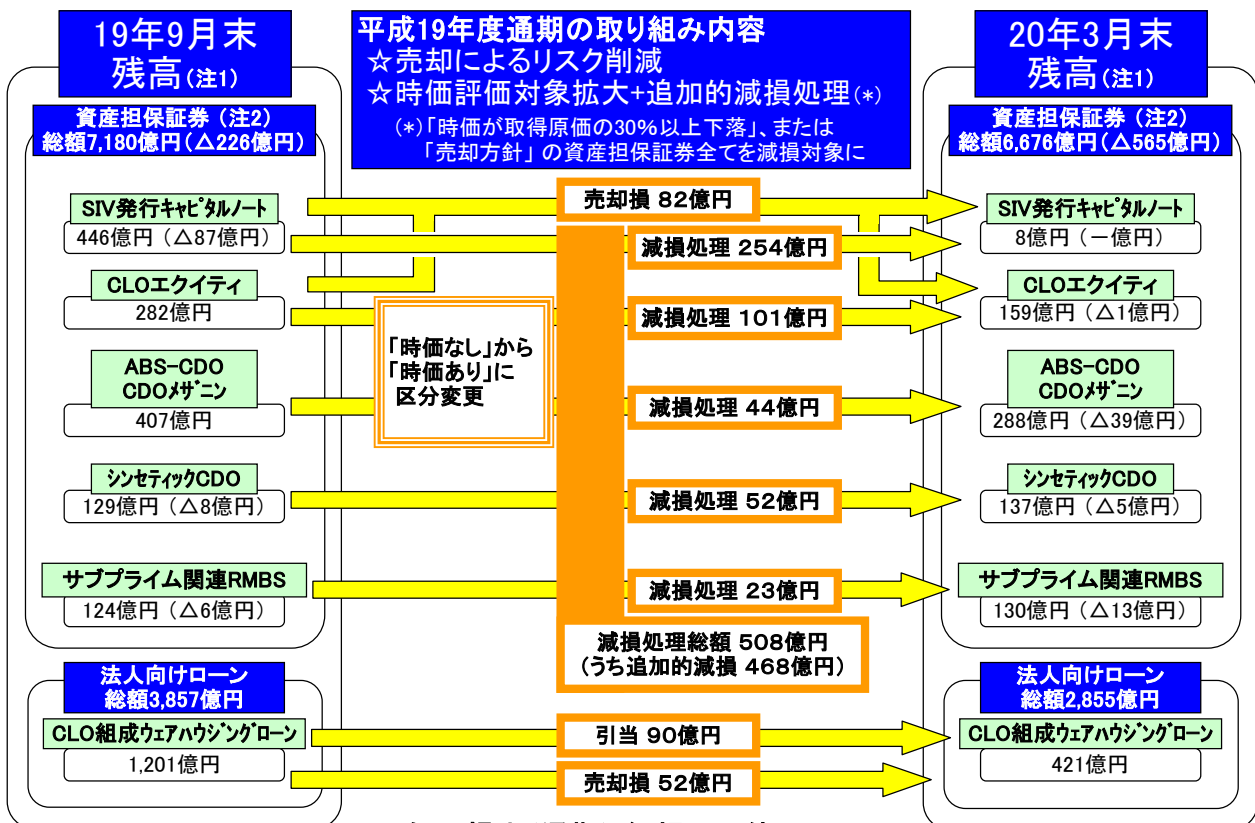 19年9月末
残高(注1)
資産担保証券（注2）
総額7,180億円(△226億円)
SIV発行ｷｬﾋﾟﾀﾙノート
446億円（△87億円）
CLOエクイティ
282億円
ABS-CDO
CDOﾒｻﾞﾆﾝ
407億円
ｼﾝｾﾃｨｯｸCDO
129億円（△8億円）
サブプライム関連RMBS
124億円（△6億円）
法人向けローン
総額3,857億円
CLO組成ｳｪｱﾊｳｼﾞﾝｸﾞﾛｰﾝ
1,201億円
平成19年度通期の取り組み内容
☆売却によるリスク削減
☆時価評価対象拡大+追加的減損処理(*)
(*)「時価が取得原価の30%以上下落」、または
「売却方針」の資産担保証券全てを減損対象に
売却損 82億円
減損処理 254億円
減損処理 101億円
「時価なし」から
「時価あり」に
区分変更
減損処理 44億円
減損処理 52億円
減損処理 23億円
減損処理総額 508億円
(うち追加的減損 468億円)
引当 90億円
売却損 52億円
20年3月末
残高(注1)
資産担保証券（注2）
総額6,676億円(△565億円)
SIV発行ｷｬﾋﾟﾀﾙノート
8億円（－億円）
CLOエクイティ
159億円（△1億円）
ABS-CDO
CDOﾒｻﾞﾆﾝ
288億円（△39億円）
ｼﾝｾﾃｨｯｸCDO
137億円（△5億円）
サブプライム関連RMBS
130億円（△13億円）
法人向けローン
総額2,855億円
CLO組成ｳｪｱﾊｳｼﾞﾝｸﾞﾛｰﾝ
421億円